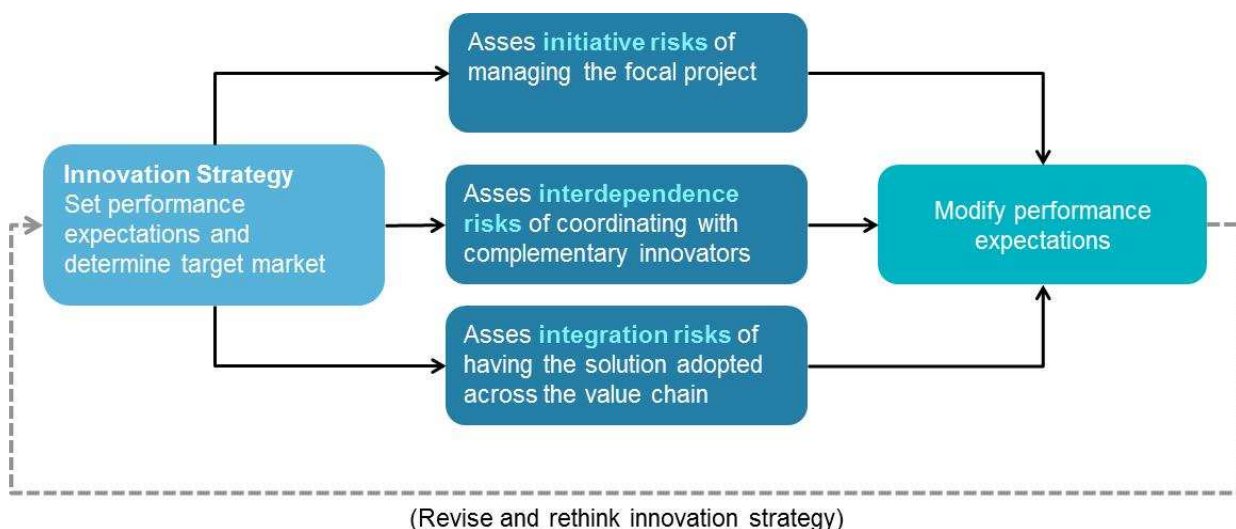 Asses initiative risks of
managing the focal project
Innovation Strategy
Set performance
expectations and
determine target market
Asses interdependence
risks of coordinating with
complementary innovators
Modify performance
expectations
Asses integration risks of
having the solution adopted
across the value chain
(Revise and rethink innovation strategy)